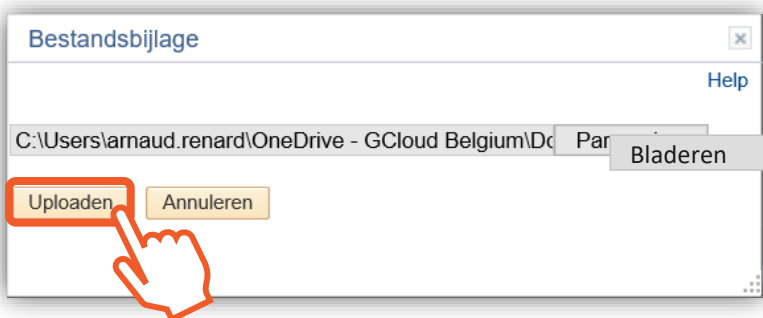 Bestandsbijlage
Help
C:\Users\arnaud.renard\OneDrive - GCloud Belgium\Do
Bladeren
Uploaden Annuleren